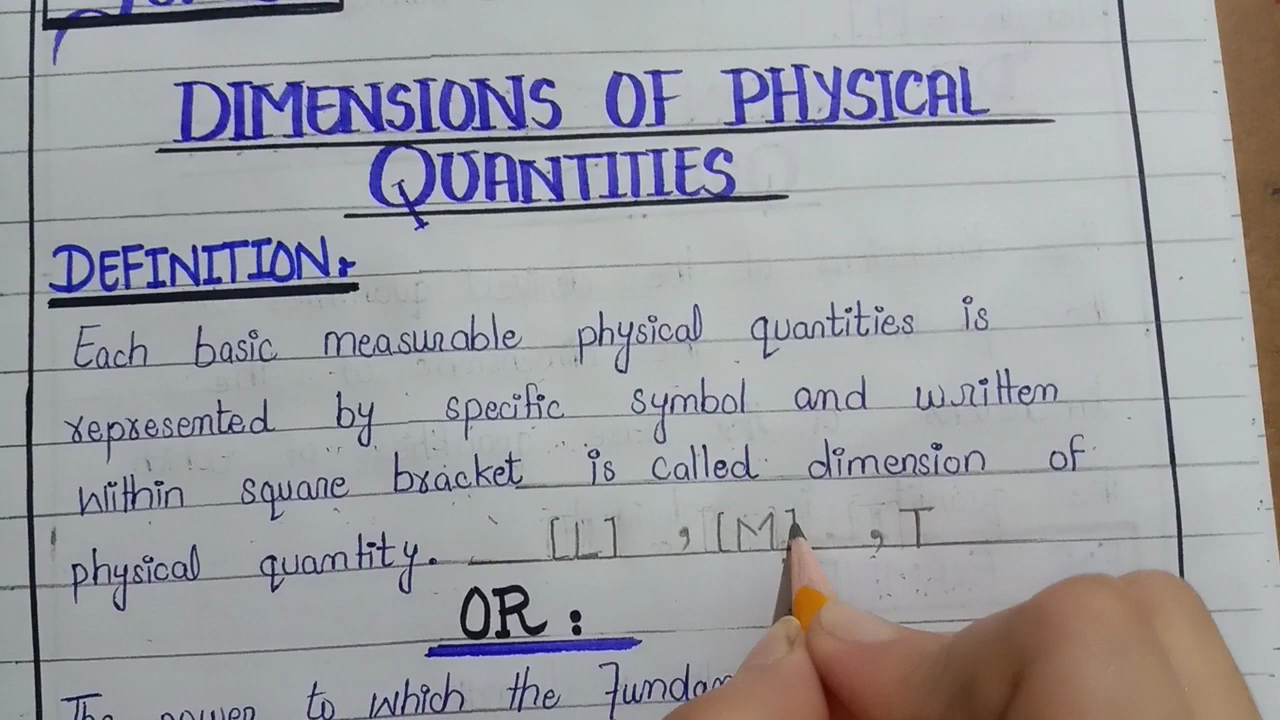 DIMENSIONS OF PHYSICAL
QUANTITIES
DEFINITION:
Each basic measurable physical quantities is
represented by specific symbol and written
within square bracket is called dimension of
physical quantity. [L] , [M] , T
OR :
The power to which the